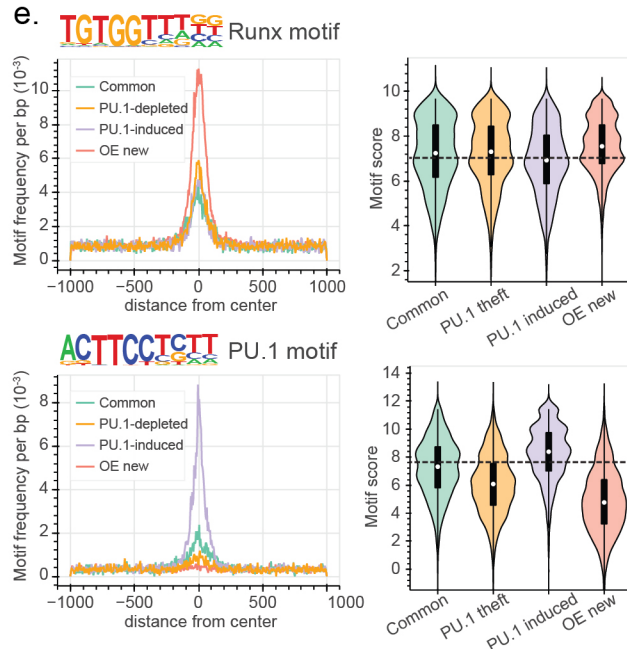 e.
TGTGGTTTGG Runx motif
Motif frequency per bp (10⁻³)
10
8
6
4
2
0
Common
PU.1-depleted
PU.1-induced
OE new
−1000 −500 0 500 1000
distance from center
Motif score
10
8
6
4
2
Common
PU.1 theft
PU.1 induced
OE new
ACTTCCTCTT PU.1 motif
Motif frequency per bp (10⁻³)
8
6
4
2
0
Common
PU.1-depleted
PU.1-induced
OE new
−1000 −500 0 500 1000
distance from center
Motif score
14
12
10
8
6
4
2
0
Common
PU.1 theft
PU.1 induced
OE new